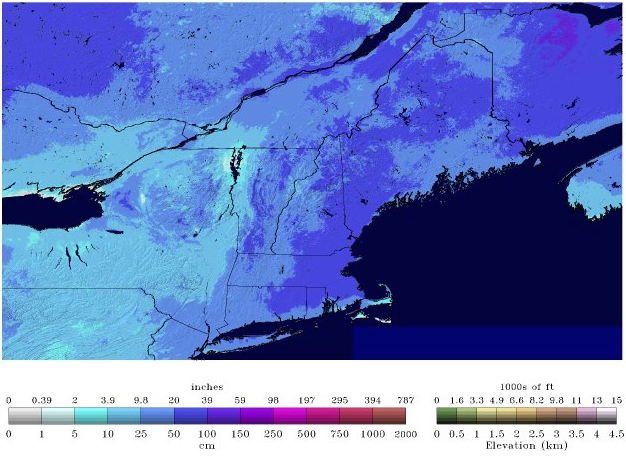 inches
0 0.39 2 3.9 9.8 20 39 59 98 197 295 394 787
0 1 5 10 25 50 100 150 250 500 750 1000 2000
cm
1000s of ft
0 1.6 3.3 4.9 6.6 8.2 9.8 11 13 15
0 0.5 1 1.5 2 2.5 3 3.5 4 4.5
Elevation (km)